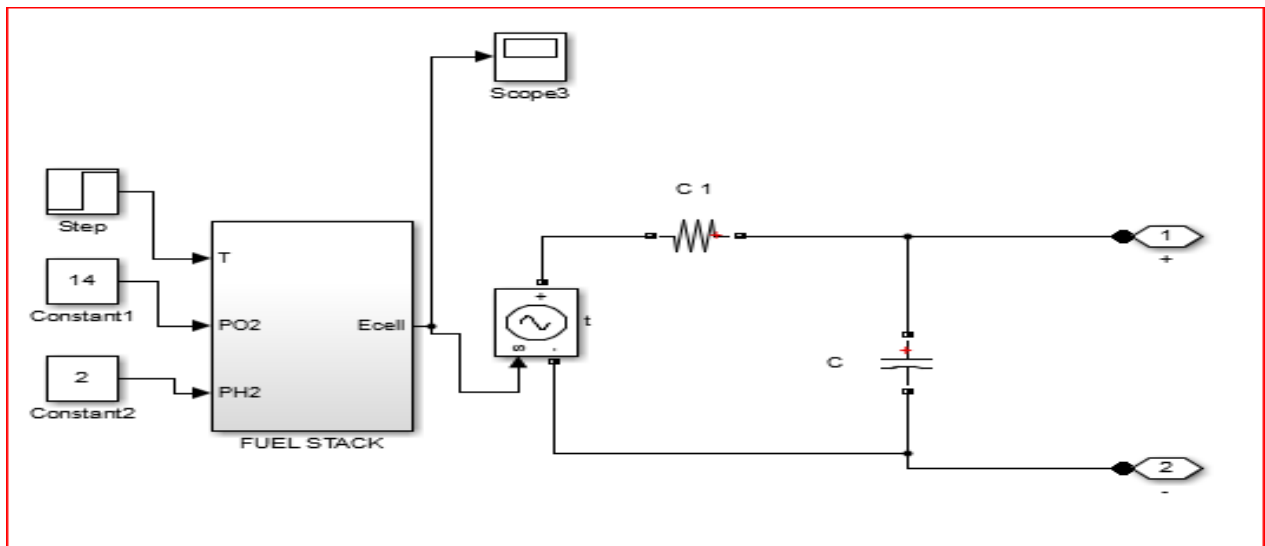 Scope3
Step
T
14
Constant1
PO2
Ecell
2
Constant2
PH2
FUEL STACK
C 1
+
t
s
-
+
C
1
+
2
-